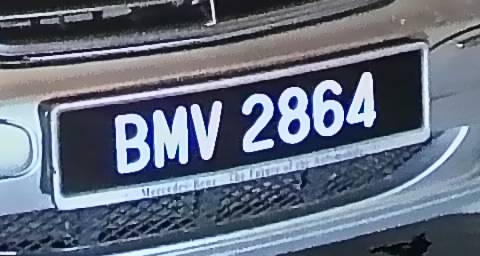 BMV 2864
Mercedes-Benz - The Future of the Automobile